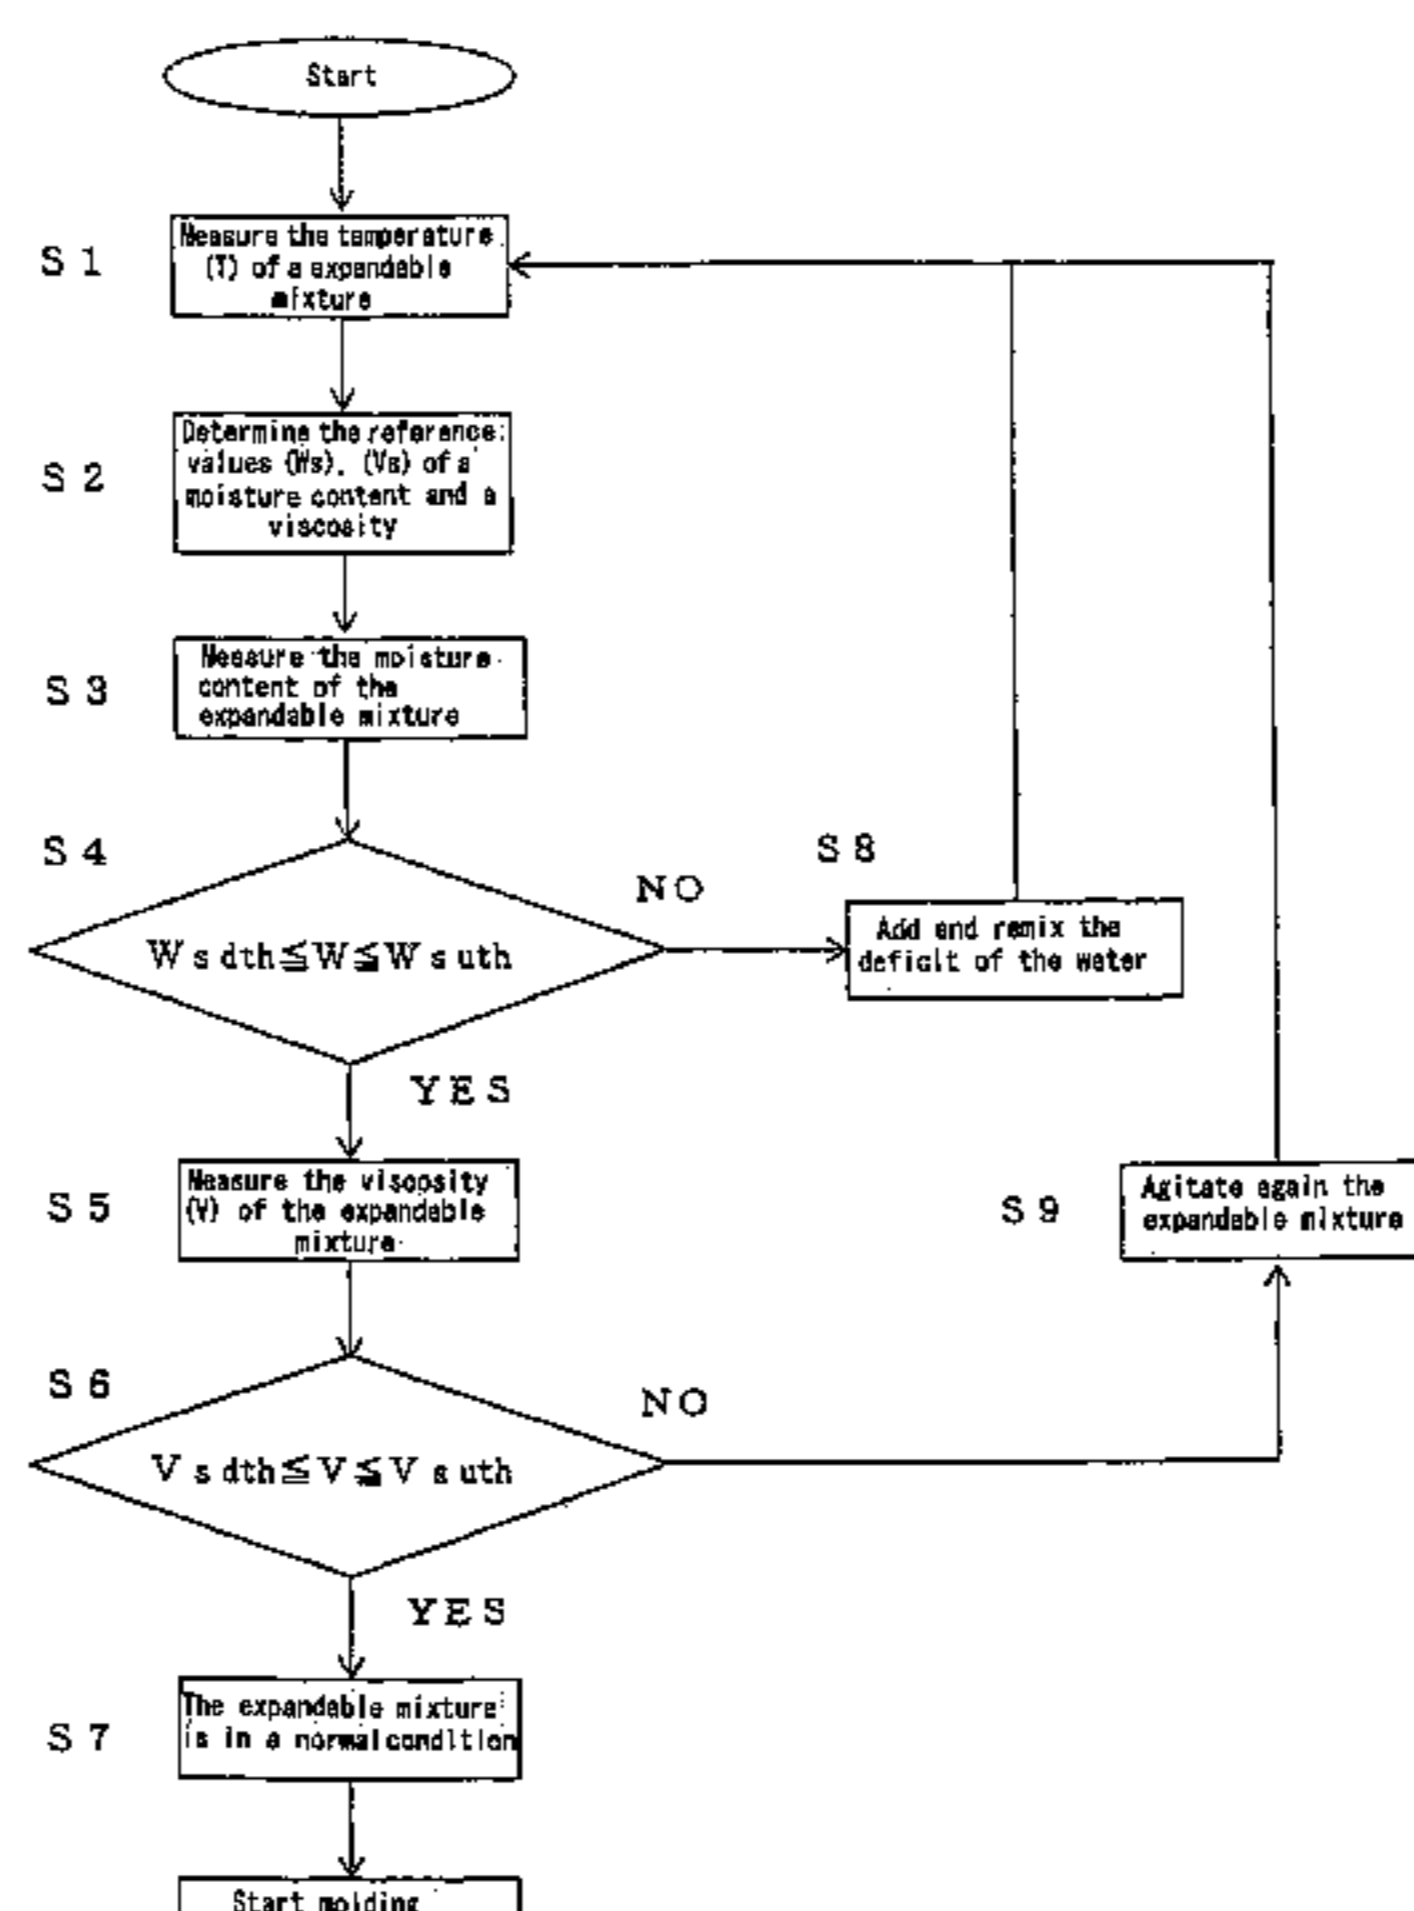 Start
S 1
Measure the temperature
(T) of a expandable
mixture
S 2
Determine the reference
values (Ws), (Vs) of a
moisture content and a
viscosity
S 3
Measure the moisture
content of the
expandable mixture
S 4
W s dth≦W≦W s uth
NO
S 8
Add and remix the
deficit of the water
YES
S 5
Measure the viscosity
(V) of the expandable
mixture
S 9
Agitate again the
expandable mixture
S 6
V s dth≦V≦V s uth
NO
YES
S 7
The expandable mixture
is in a normal condition
Start molding